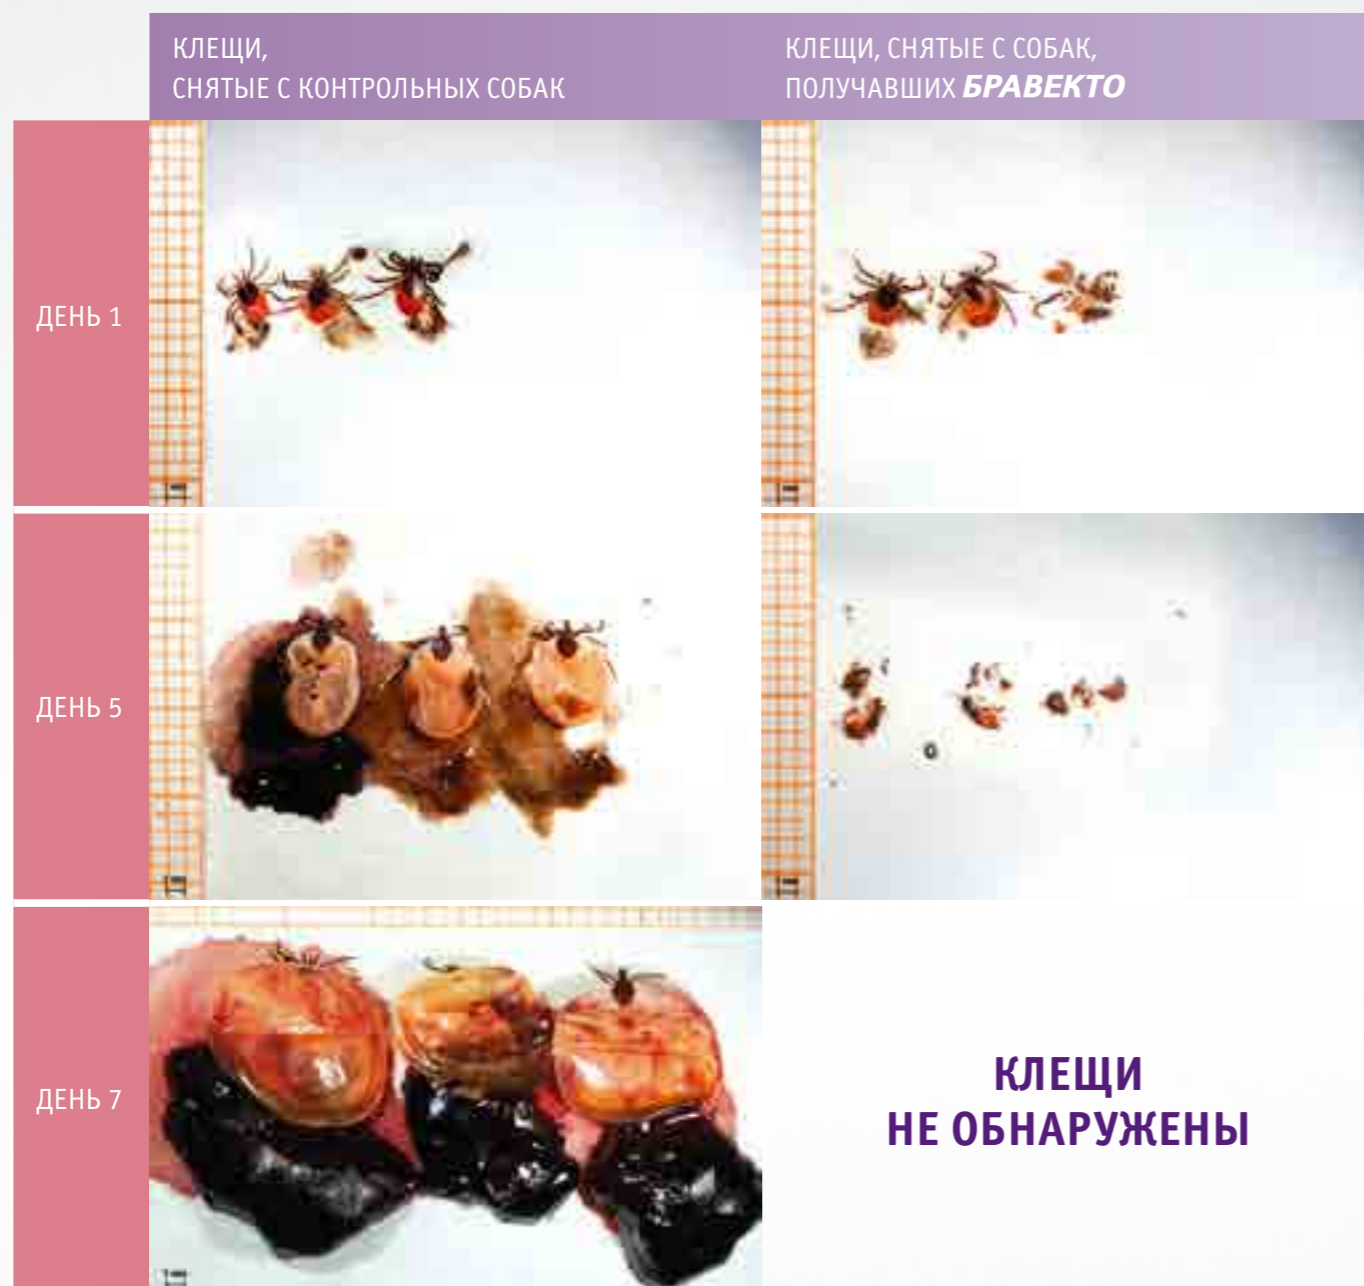 КЛЕЩИ,
СНЯТЫЕ С КОНТРОЛЬНЫХ СОБАК
КЛЕЩИ, СНЯТЫЕ С СОБАК,
ПОЛУЧАВШИХ БРАВЕКТО
ДЕНЬ 1
ДЕНЬ 5
ДЕНЬ 7
КЛЕЩИ
НЕ ОБНАРУЖЕНЫ